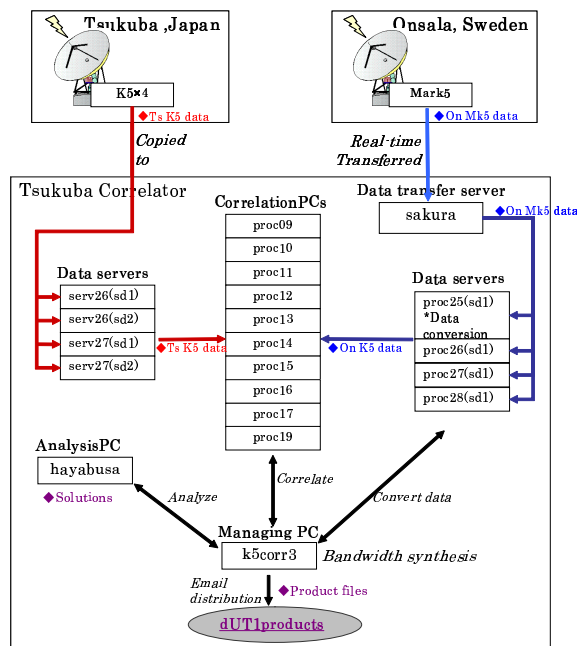 Tsukuba ,Japan
K5×4
◆Ts K5 data
Copied
to
Onsala, Sweden
Mark5
◆On Mk5 data
Real-time
Transferred
Tsukuba Correlator
CorrelationPCs
proc09
proc10
proc11
proc12
proc13
proc14
proc15
proc16
proc17
proc19
Data transfer server
sakura
◆On Mk5 data
Data servers
serv26(sd1)
serv26(sd2)
serv27(sd1)
serv27(sd2)
◆Ts K5 data
Data servers
proc25(sd1)
*Data
conversion
proc26(sd1)
proc27(sd1)
proc28(sd1)
◆On K5 data
AnalysisPC
hayabusa
◆Solutions
Analyze
Correlate
Convert data
Managing PC
k5corr3
Bandwidth synthesis
Email
distribution
◆Product files
dUT1products